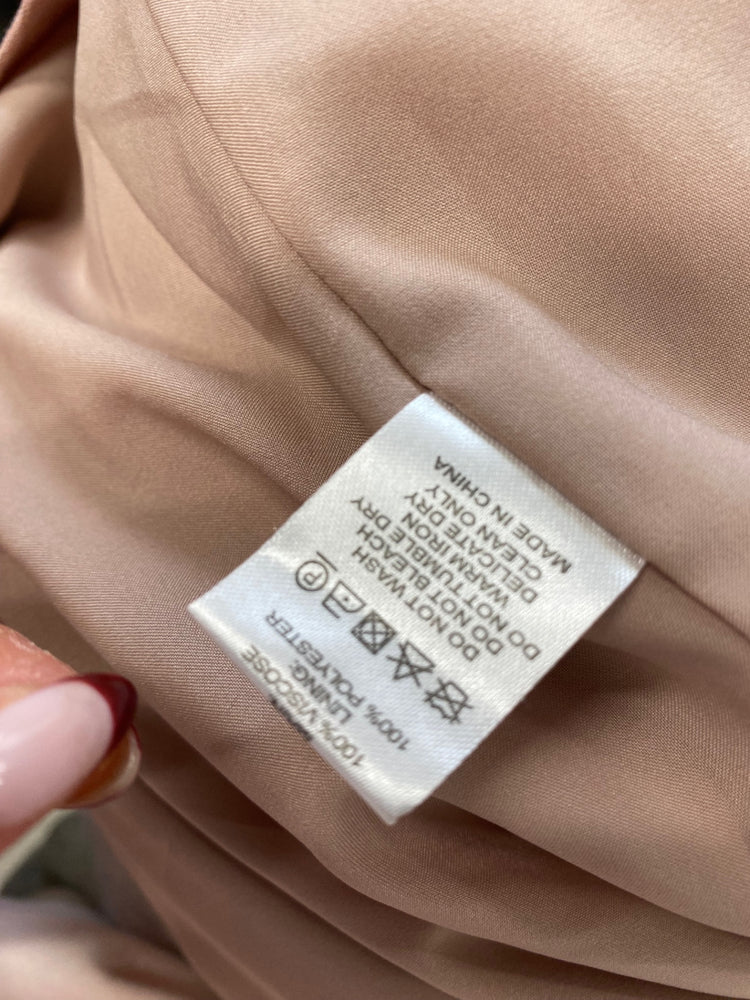 100% VISCOSE
LINING:
100% POLYESTER
P
DO NOT WASH
DO NOT BLEACH
DO NOT TUMBLE DRY
WARM IRON
DELICATE DRY
CLEAN ONLY
MADE IN CHINA